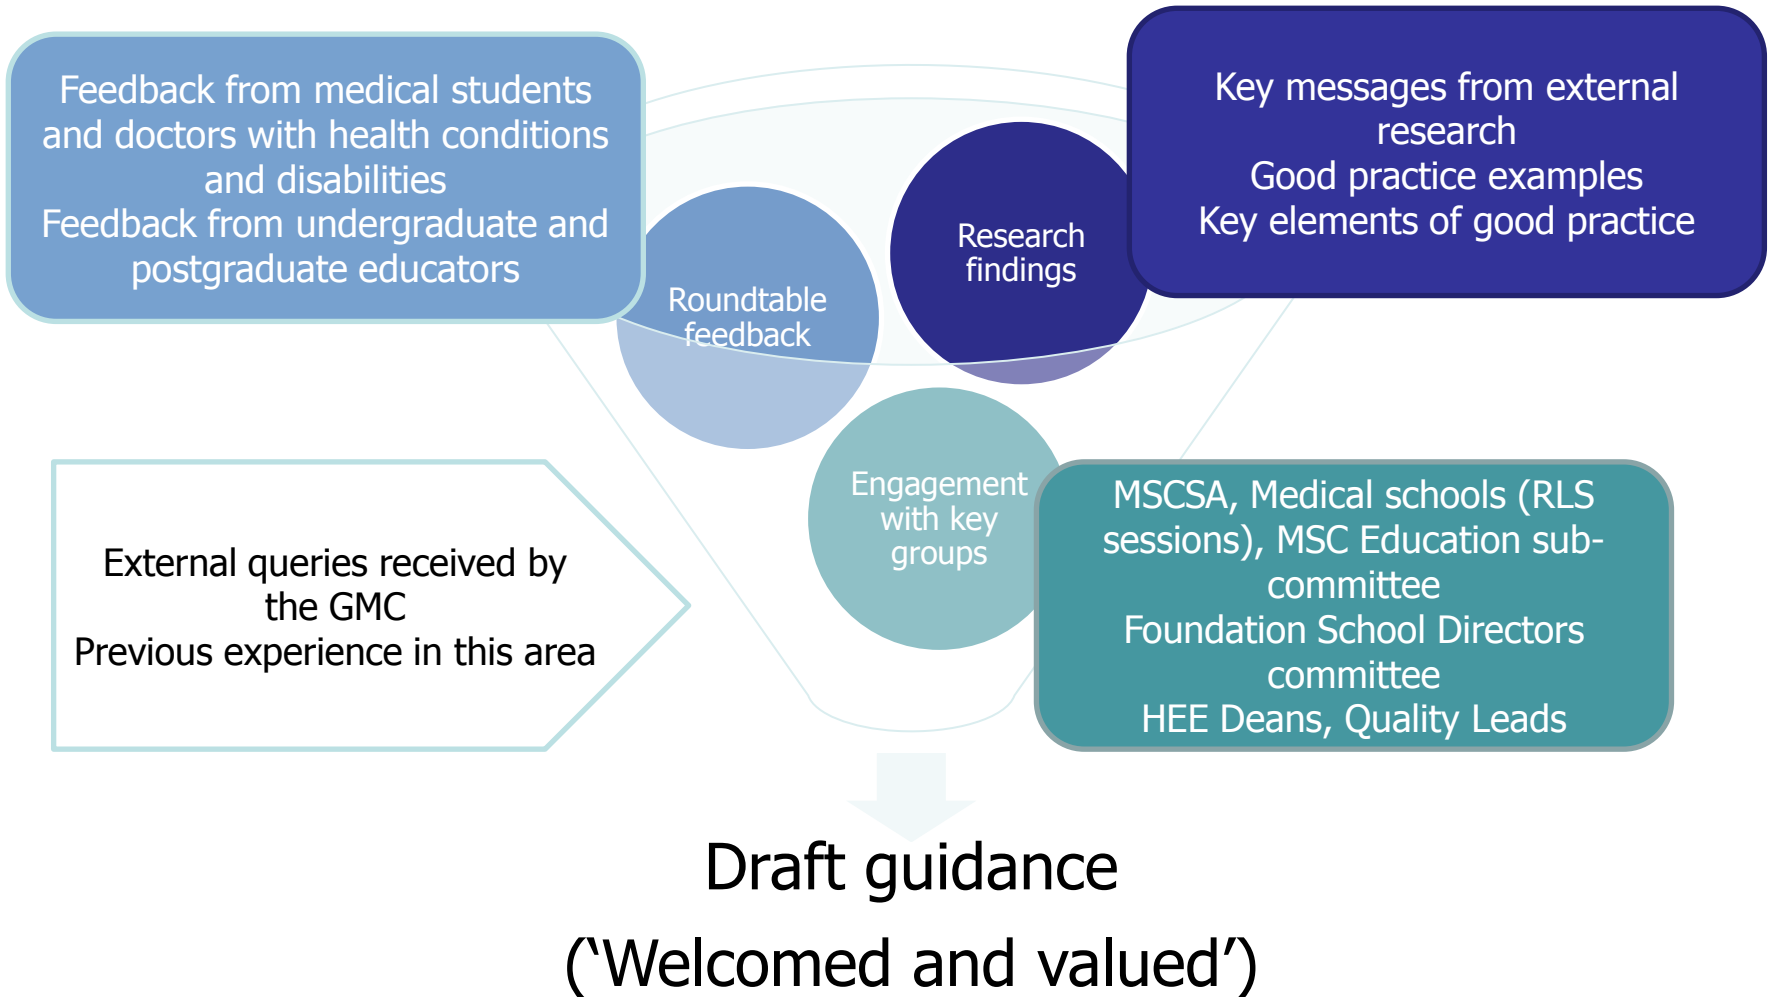 Feedback from medical students
and doctors with health conditions
and disabilities
Feedback from undergraduate and
postgraduate educators
Key messages from external
research
Good practice examples
Key elements of good practice
Research
findings
Roundtable
feedback
Engagement
with key
groups
External queries received by
the GMC
Previous experience in this area
MSCSA, Medical schools (RLS
sessions), MSC Education sub-
committee
Foundation School Directors
committee
HEE Deans, Quality Leads
Draft guidance
(‘Welcomed and valued’)